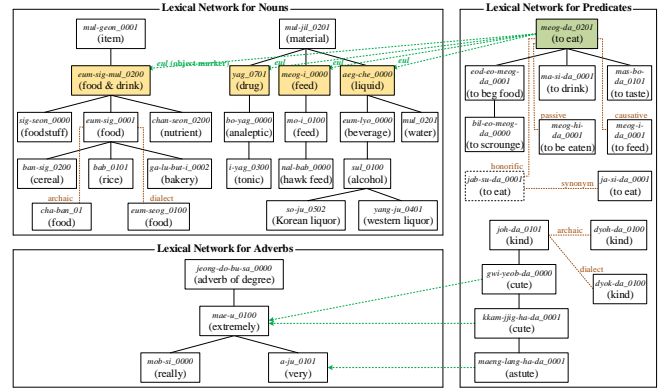 Lexical Network for Nouns
mul-geon_0001
(item)
mul-jil_0201
(material)
eul (object marker)
eul
eul
eul
eum-sig-mul_0200
(food & drink)
yag_0701
(drug)
meog-i_0000
(feed)
aeg-che_0000
(liquid)
sig-seon_0000
(foodstuff)
eum-sig_0001
(food)
chan-seon_0200
(nutrient)
bo-yag_0000
(analeptic)
mo-i_0100
(feed)
eum-lyo_0000
(beverage)
mul_0201
(water)
ban-sig_0200
(cereal)
bab_0101
(rice)
ga-lu-but-i_0002
(bakery)
i-yag_0300
(tonic)
nal-bab_0000
(hawk feed)
sul_0100
(alcohol)
archaic
dialect
cha-ban_01
(food)
eum-seog_0100
(food)
so-ju_0502
(Korean liquor)
yang-ju_0401
(western liquor)
Lexical Network for Predicates
meog-da_0201
(to eat)
eod-eo-meog-
da_0001
(to beg food)
ma-si-da_0001
(to drink)
mas-bo-
da_0101
(to taste)
bil-eo-meog-
da_0000
(to scrounge)
passive
causative
meog-hi-
da_0001
(to be eaten)
meog-i-
da_0001
(to feed)
honorific
jab-su-da_0001
(to eat)
synonym
ja-si-da_0001
(to eat)
joh-da_0101
(kind)
archaic
dyoh-da_0100
(kind)
gwi-yeob-da_0000
(cute)
dialect
dyok-da_0100
(kind)
kkam-jjig-ha-da_0001
(cute)
maeng-lang-ha-da_0001
(astute)
Lexical Network for Adverbs
jeong-do-bu-sa_0000
(adverb of degree)
mae-u_0100
(extremely)
mob-si_0000
(really)
a-ju_0101
(very)